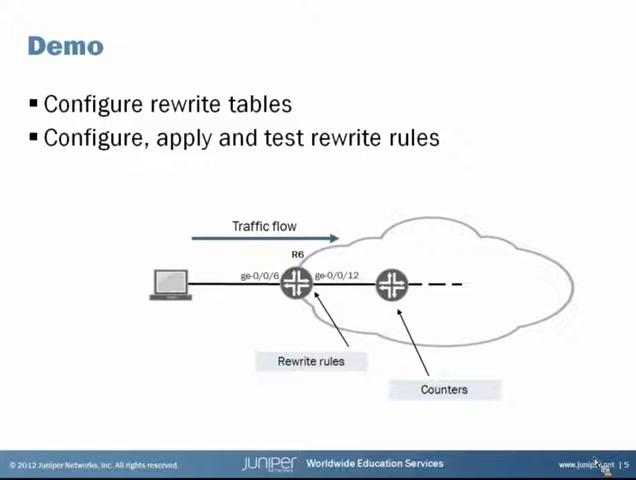 Demo
▪ Configure rewrite tables
▪ Configure, apply and test rewrite rules
Traffic flow
R6
ge-0/0/6
ge-0/0/12
Rewrite rules
Counters
© 2012 Juniper Networks, Inc. All rights reserved.
JUNIPER NETWORKS
Worldwide Education Services
www.juniper.net | 5